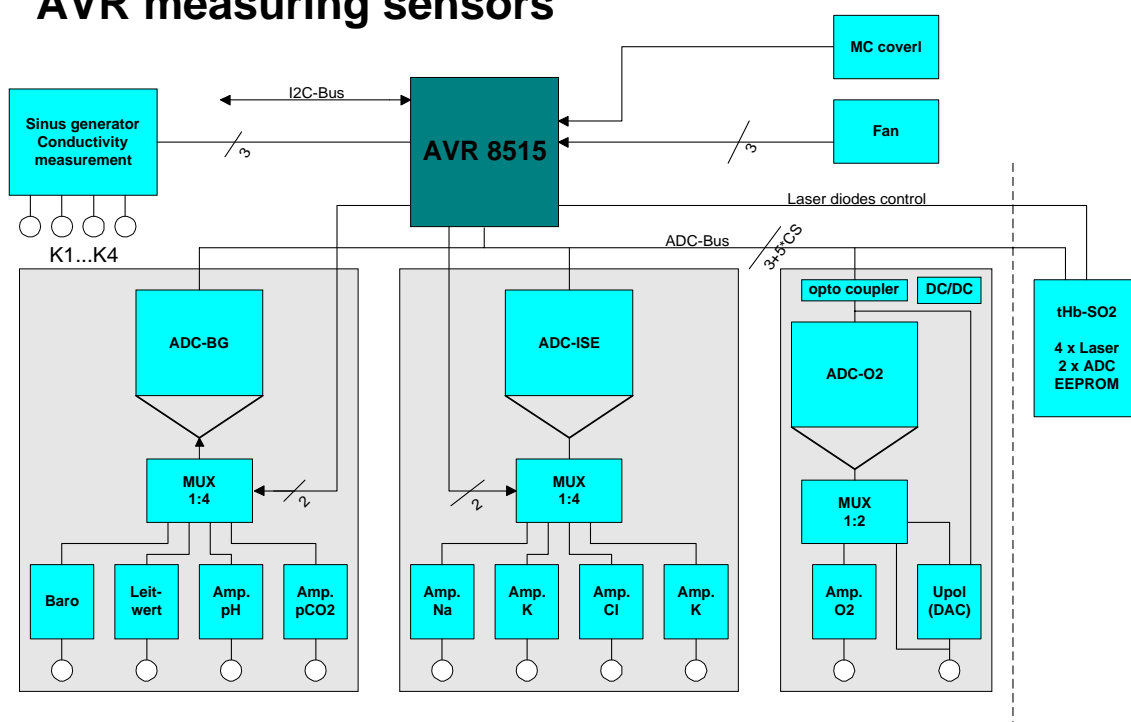 AVR measuring sensors
MC coverl
I2C-Bus
Sinus generator
Conductivity
measurement
3
AVR 8515
3
Fan
Laser diodes control
K1...K4
ADC-Bus
3+5*CS
opto coupler
DC/DC
tHb-SO2
4 x Laser
2 x ADC
EEPROM
ADC-BG
ADC-ISE
ADC-O2
MUX
1:4
2
2
MUX
1:4
MUX
1:2
Baro
Leit-
wert
Amp.
pH
Amp.
pCO2
Amp.
Na
Amp.
K
Amp.
Cl
Amp.
K
Amp.
O2
Upol
(DAC)